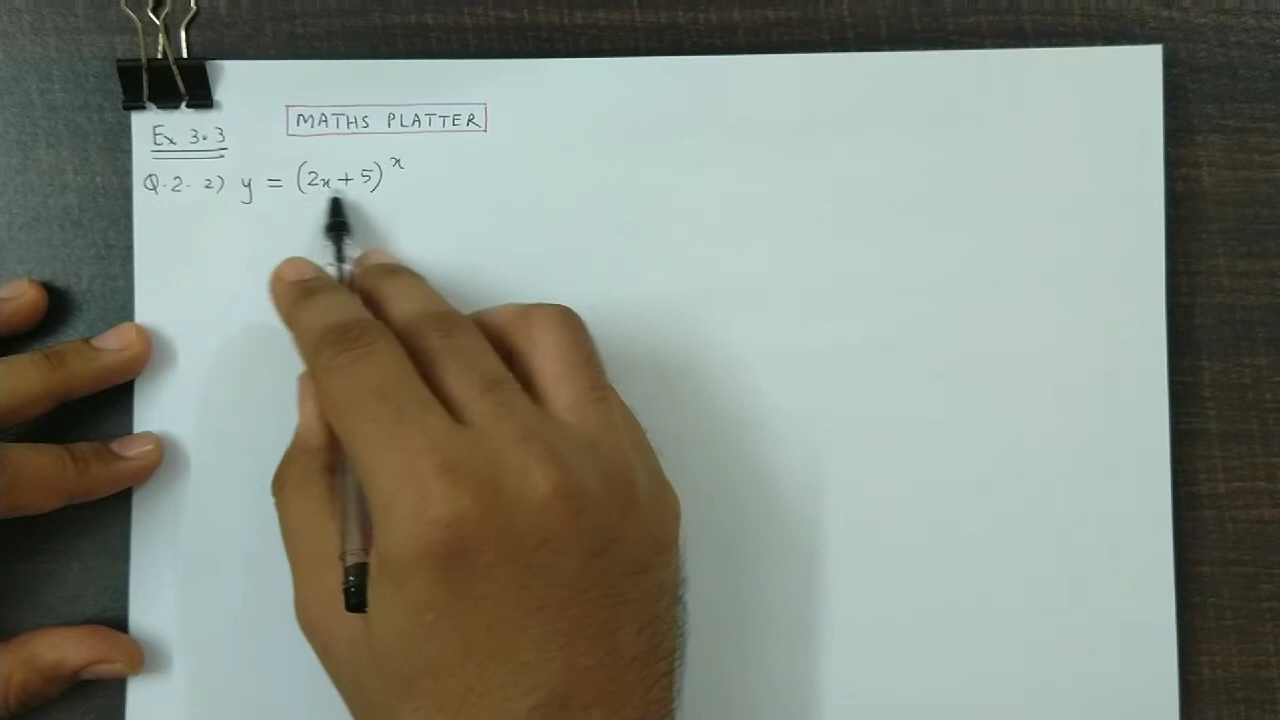 MATHS PLATTER
Ex 3.3
Q.2. 2) y = (2x+5)^x